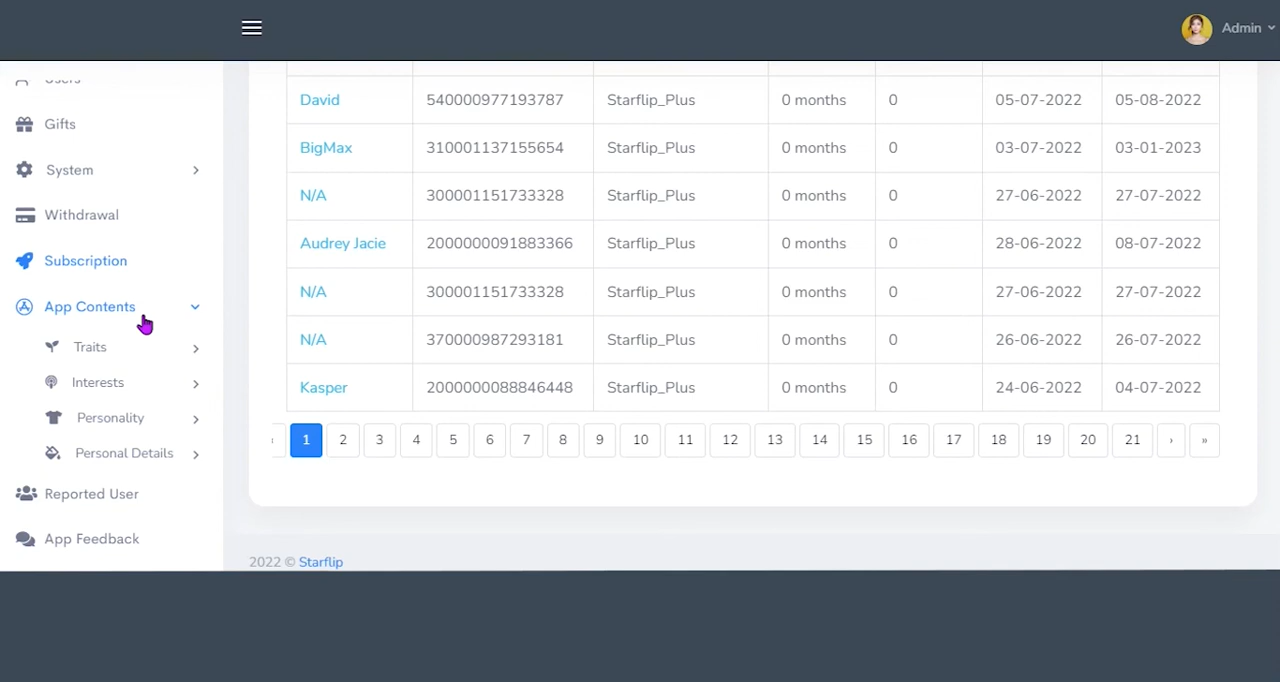 Admin
Users
Gifts
System
Withdrawal
Subscription
App Contents
Traits
Interests
Personality
Personal Details
Reported User
App Feedback
David 540000977193787 Starflip_Plus 0 months 0 05-07-2022 05-08-2022
BigMax 310001137155654 Starflip_Plus 0 months 0 03-07-2022 03-01-2023
N/A 300001151733328 Starflip_Plus 0 months 0 27-06-2022 27-07-2022
Audrey Jacie 2000000091883366 Starflip_Plus 0 months 0 28-06-2022 08-07-2022
N/A 300001151733328 Starflip_Plus 0 months 0 27-06-2022 27-07-2022
N/A 370000987293181 Starflip_Plus 0 months 0 26-06-2022 26-07-2022
Kasper 2000000088846448 Starflip_Plus 0 months 0 24-06-2022 04-07-2022
‹ 1 2 3 4 5 6 7 8 9 10 11 12 13 14 15 16 17 18 19 20 21 › »
2022 © Starflip